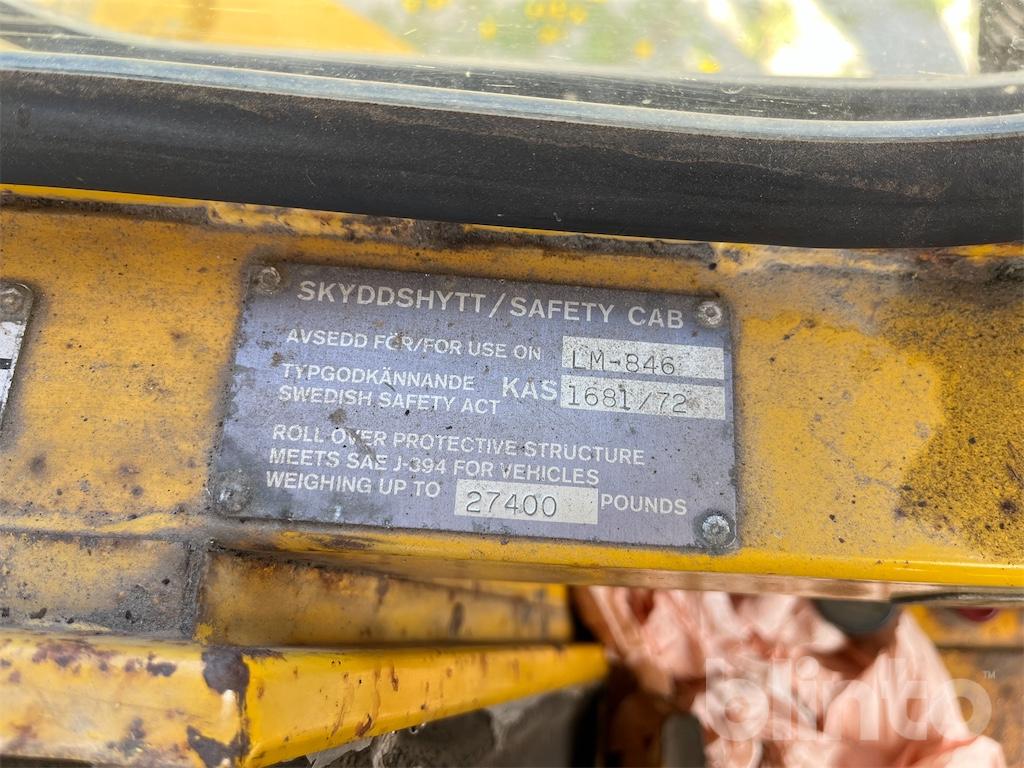 SKYDDSHYTT/SAFETY CAB
AVSEDD FÖR/FOR USE ON LM-846
TYPGODKÄNNANDE KAS 1681/72
SWEDISH SAFETY ACT
ROLL OVER PROTECTIVE STRUCTURE
MEETS SAE J-394 FOR VEHICLES
WEIGHING UP TO 27400 POUNDS
blinto™